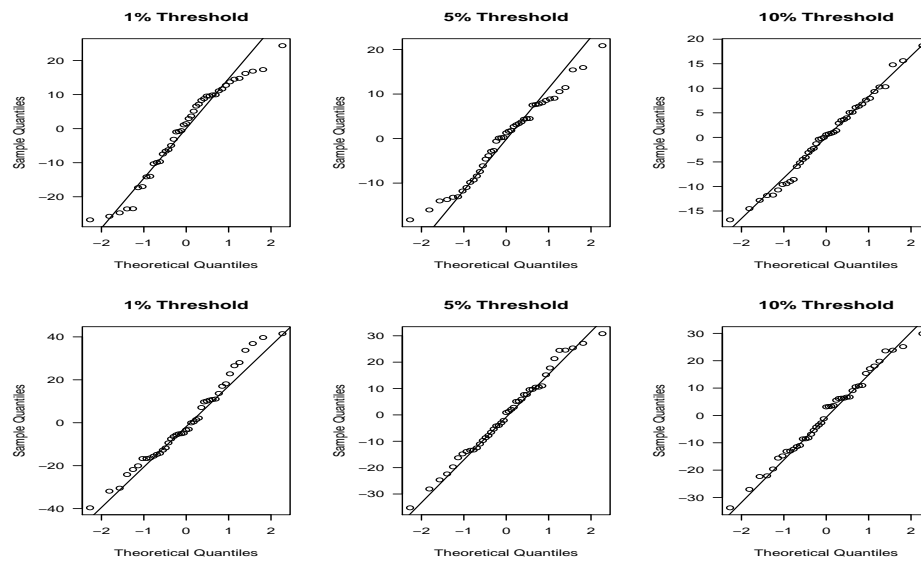 1% Threshold
5% Threshold
10% Threshold
Sample Quantiles
20
10
0
−10
−20
−2 −1 0 1 2
Theoretical Quantiles
Sample Quantiles
20
10
0
−10
−2 −1 0 1 2
Theoretical Quantiles
Sample Quantiles
20
15
10
5
0
−5
−10
−15
−2 −1 0 1 2
Theoretical Quantiles
1% Threshold
5% Threshold
10% Threshold
Sample Quantiles
40
20
0
−20
−40
−2 −1 0 1 2
Theoretical Quantiles
Sample Quantiles
30
20
10
0
−10
−20
−30
−2 −1 0 1 2
Theoretical Quantiles
Sample Quantiles
30
20
10
0
−10
−20
−30
−2 −1 0 1 2
Theoretical Quantiles